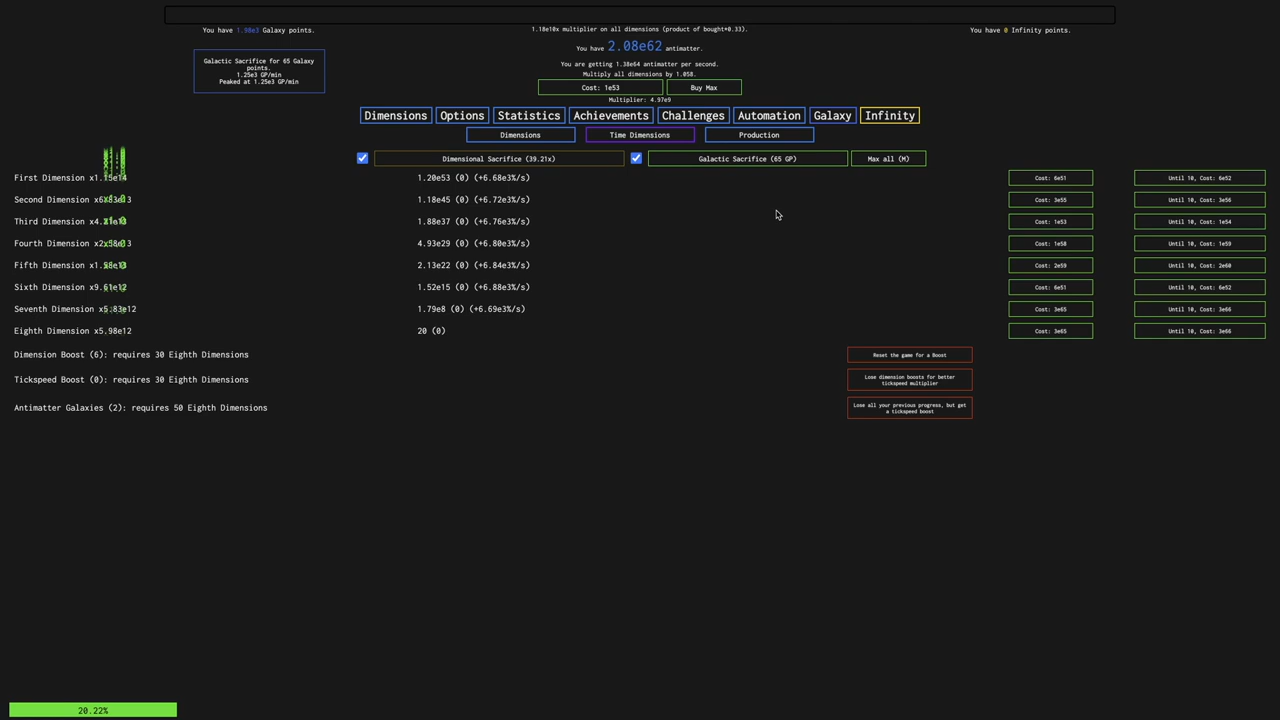 You have 1.98e3 Galaxy points.
1.18e10x multiplier on all dimensions (product of bought*0.33).
You have 0 Infinity points.
You have 2.08e62 antimatter.
Galactic Sacrifice for 65 Galaxy
points.
1.25e3 GP/min
Peaked at 1.25e3 GP/min
You are getting 1.38e64 antimatter per second.
Multiply all dimensions by 1.058.
Cost: 1e53 Buy Max
Multiplier: 4.97e9
Dimensions Options Statistics Achievements Challenges Automation Galaxy Infinity
Dimensions Time Dimensions Production
Dimensional Sacrifice (39.21x) Galactic Sacrifice (65 GP) Max all (M)
First Dimension 1.20e53 (0) (+6.68e3%/s) Cost: 6e51 Until 10, Cost: 6e52
Second Dimension 1.18e45 (0) (+6.72e3%/s) Cost: 3e55 Until 10, Cost: 3e56
Third Dimension 1.88e37 (0) (+6.76e3%/s) Cost: 1e53 Until 10, Cost: 1e54
Fourth Dimension 4.93e29 (0) (+6.80e3%/s) Cost: 1e58 Until 10, Cost: 1e59
Fifth Dimension 2.13e22 (0) (+6.84e3%/s) Cost: 2e59 Until 10, Cost: 2e60
Sixth Dimension 1.52e15 (0) (+6.88e3%/s) Cost: 6e51 Until 10, Cost: 6e52
Seventh Dimension x5.83e12 1.79e8 (0) (+6.69e3%/s) Cost: 3e65 Until 10, Cost: 3e66
Eighth Dimension x5.98e12 20 (0) Cost: 3e65 Until 10, Cost: 3e66
Dimension Boost (6): requires 30 Eighth Dimensions Reset the game for a Boost
Tickspeed Boost (0): requires 30 Eighth Dimensions Lose dimension boosts for better
tickspeed multiplier
Antimatter Galaxies (2): requires 50 Eighth Dimensions Lose all your previous progress, but get
a tickspeed boost
20.22%